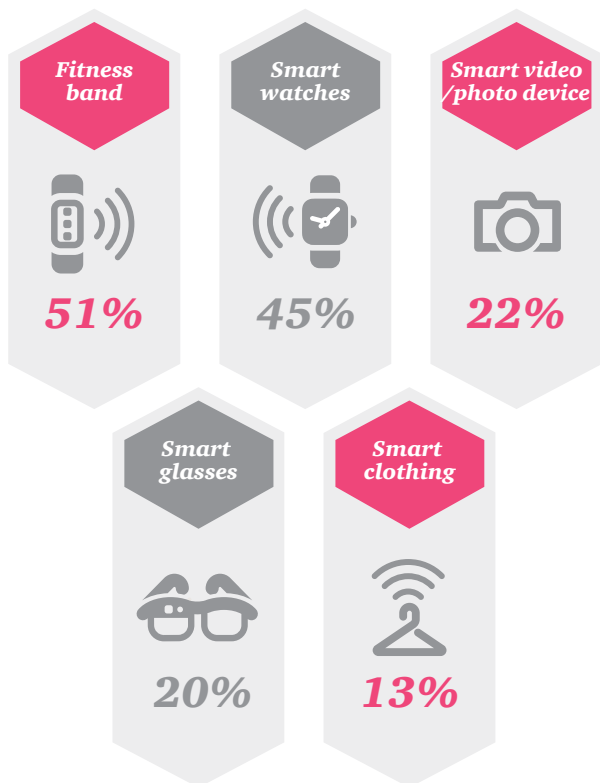 Fitness
band
51%
Smart
watches
45%
Smart video
/photo device
22%
Smart
glasses
20%
Smart
clothing
13%